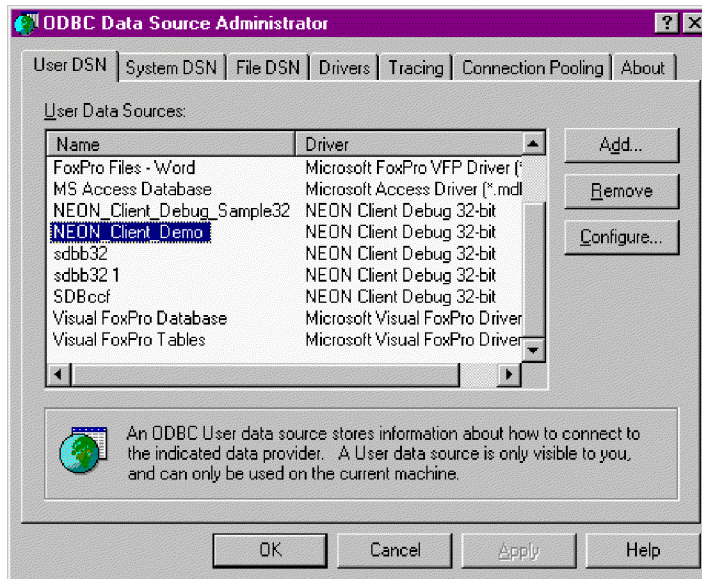 ODBC Data Source Administrator
User DSN System DSN File DSN Drivers Tracing Connection Pooling About
User Data Sources:
Name Driver
FoxPro Files - Word Microsoft FoxPro VFP Driver (*
MS Access Database Microsoft Access Driver (*.mdl
NEON_Client_Debug_Sample32 NEON Client Debug 32-bit
NEON_Client_Demo NEON Client Debug 32-bit
sdbb32 NEON Client Debug 32-bit
sdbb32 1 NEON Client Debug 32-bit
SDBccf NEON Client Debug 32-bit
Visual FoxPro Database Microsoft Visual FoxPro Driver
Visual FoxPro Tables Microsoft Visual FoxPro Driver
Add...
Remove
Configure...
An ODBC User data source stores information about how to connect to
the indicated data provider. A User data source is only visible to you,
and can only be used on the current machine.
OK Cancel Apply Help